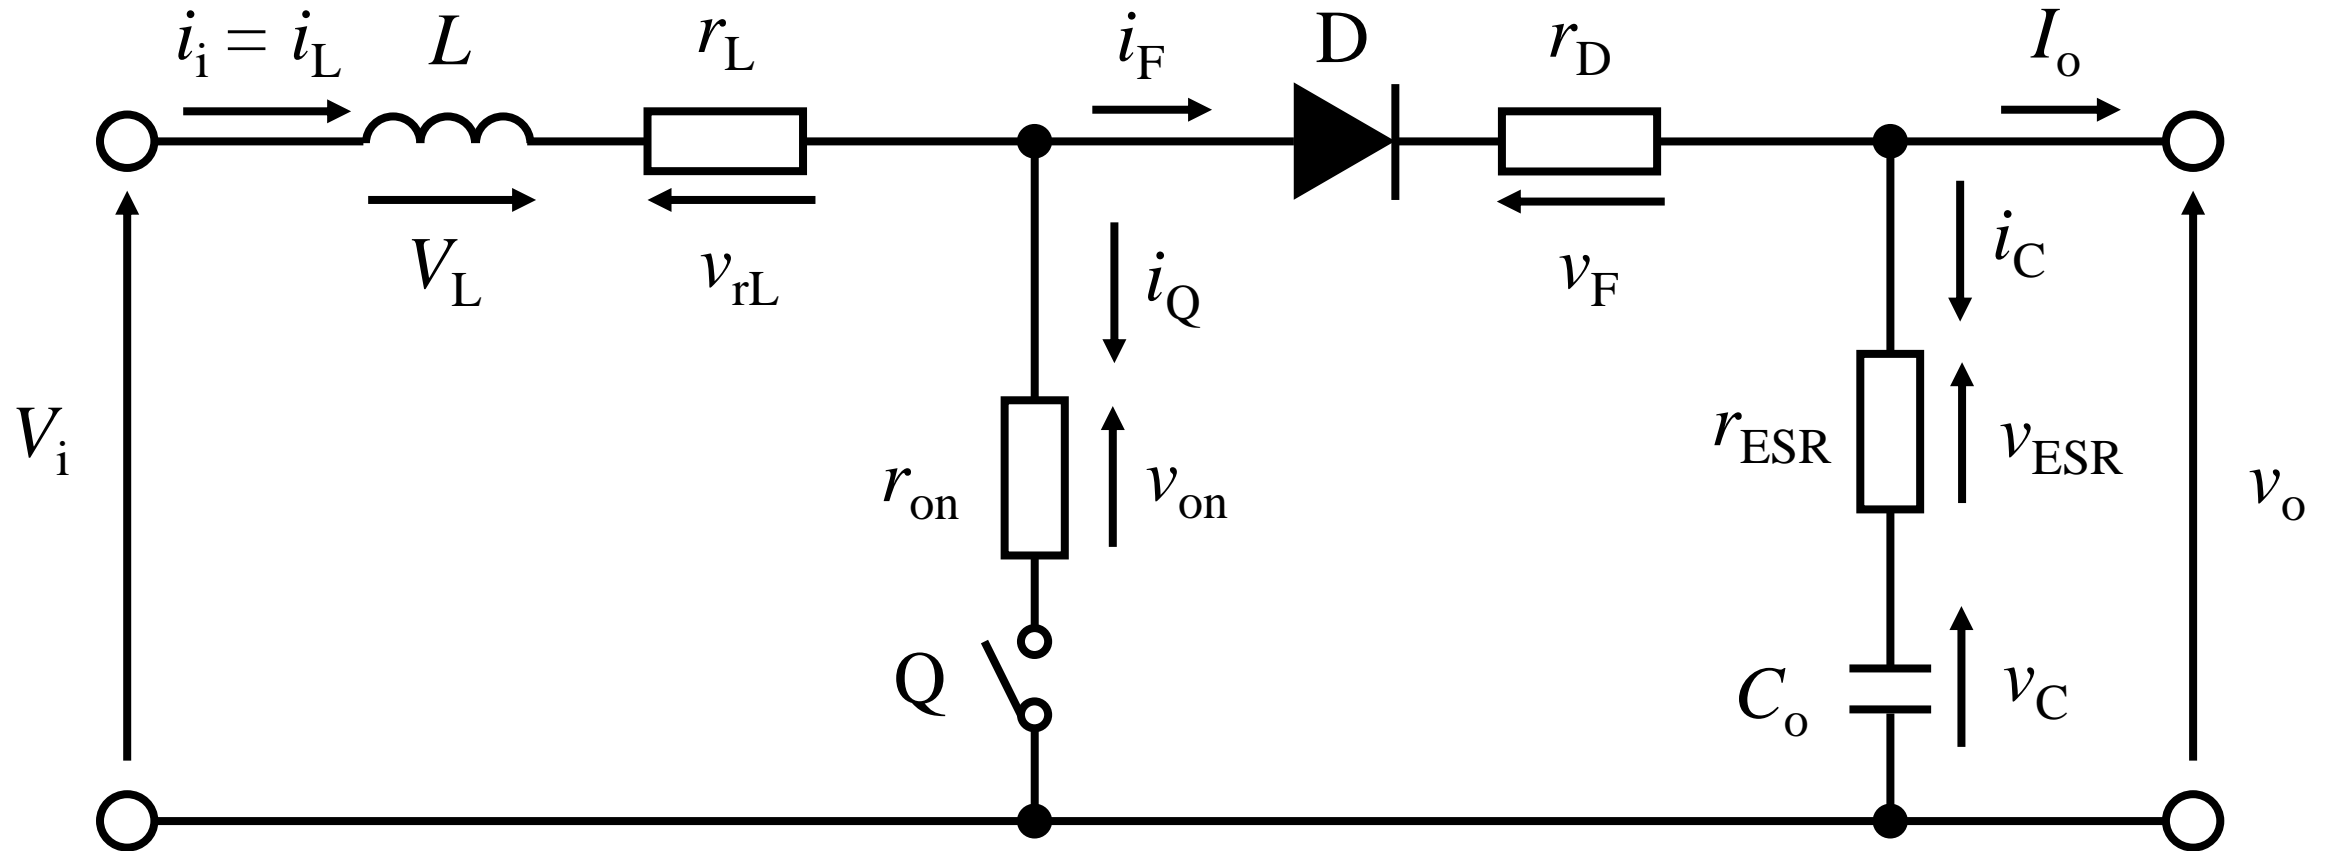 i_i = i_L
L
r_L
i_F
D
r_D
I_o
V_L
v_rL
i_Q
v_F
i_C
V_i
r_on
v_on
r_ESR
v_ESR
v_o
Q
C_o
v_C